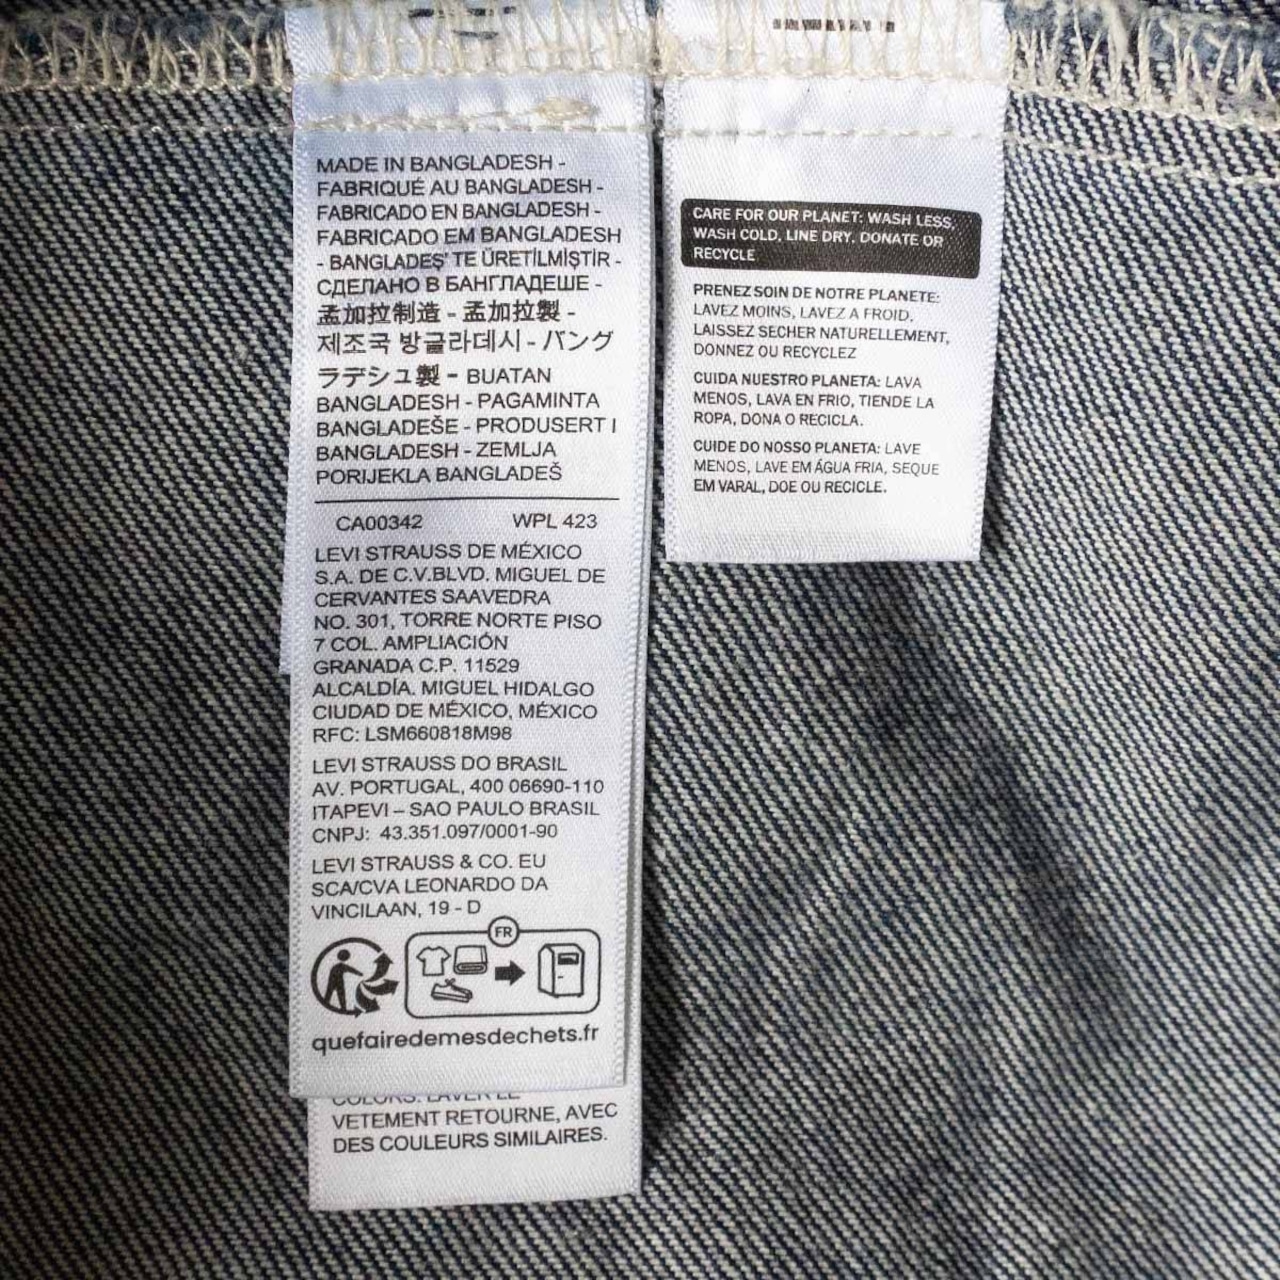 MADE IN BANGLADESH -
FABRIQUÉ AU BANGLADESH -
FABRICADO EN BANGLADESH -
FABRICADO EM BANGLADESH
- BANGLADEŞ' TE ÜRETİLMİŞTİR -
СДЕЛАНО В БАНГЛАДЕШЕ -
孟加拉制造 - 孟加拉製 -
제조국 방글라데시 - バング
ラデシュ製 - BUATAN
BANGLADESH - PAGAMINTA
BANGLADEŠE - PRODUSERT I
BANGLADESH - ZEMLJA
PORIJEKLA BANGLADEŠ
CA00342 WPL 423
LEVI STRAUSS DE MÉXICO
S.A. DE C.V.BLVD. MIGUEL DE
CERVANTES SAAVEDRA
NO. 301, TORRE NORTE PISO
7 COL. AMPLIACIÓN
GRANADA C.P. 11529
ALCALDÍA. MIGUEL HIDALGO
CIUDAD DE MÉXICO, MÉXICO
RFC: LSM660818M98
LEVI STRAUSS DO BRASIL
AV. PORTUGAL, 400 06690-110
ITAPEVI – SAO PAULO BRASIL
CNPJ: 43.351.097/0001-90
LEVI STRAUSS & CO. EU
SCA/CVA LEONARDO DA
VINCILAAN, 19 - D
FR
quefairedemesdechets.fr
COLORS. LAVER LE
VETEMENT RETOURNE, AVEC
DES COULEURS SIMILAIRES.
CARE FOR OUR PLANET: WASH LESS,
WASH COLD, LINE DRY, DONATE OR
RECYCLE
PRENEZ SOIN DE NOTRE PLANETE:
LAVEZ MOINS, LAVEZ A FROID,
LAISSEZ SECHER NATURELLEMENT,
DONNEZ OU RECYCLEZ
CUIDA NUESTRO PLANETA: LAVA
MENOS, LAVA EN FRIO, TIENDE LA
ROPA, DONA O RECICLA.
CUIDE DO NOSSO PLANETA: LAVE
MENOS, LAVE EM ÁGUA FRIA, SEQUE
EM VARAL, DOE OU RECICLE.